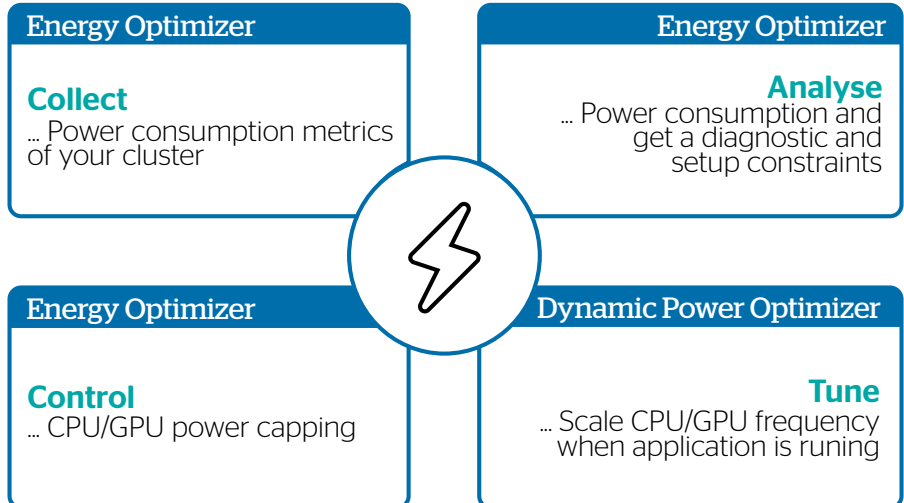 Energy Optimizer
Collect
... Power consumption metrics
of your cluster
Energy Optimizer
Analyse
... Power consumption and
get a diagnostic and
setup constraints
Energy Optimizer
Control
... CPU/GPU power capping
Dynamic Power Optimizer
Tune
... Scale CPU/GPU frequency
when application is runing